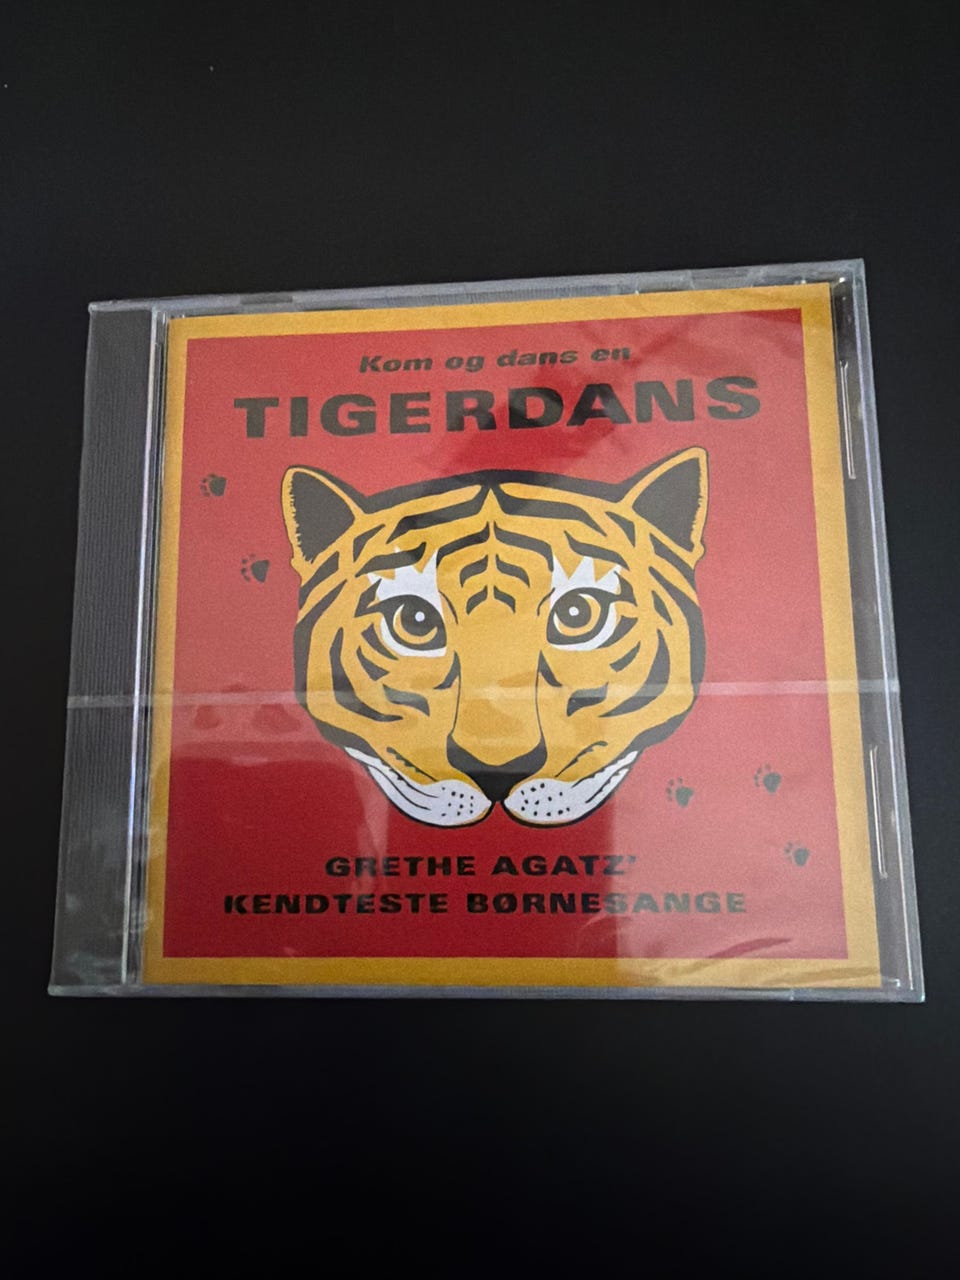 Kom og dans en
TIGERDANS
GRETHE AGATZ'
KENDTESTE BØRNESANGE